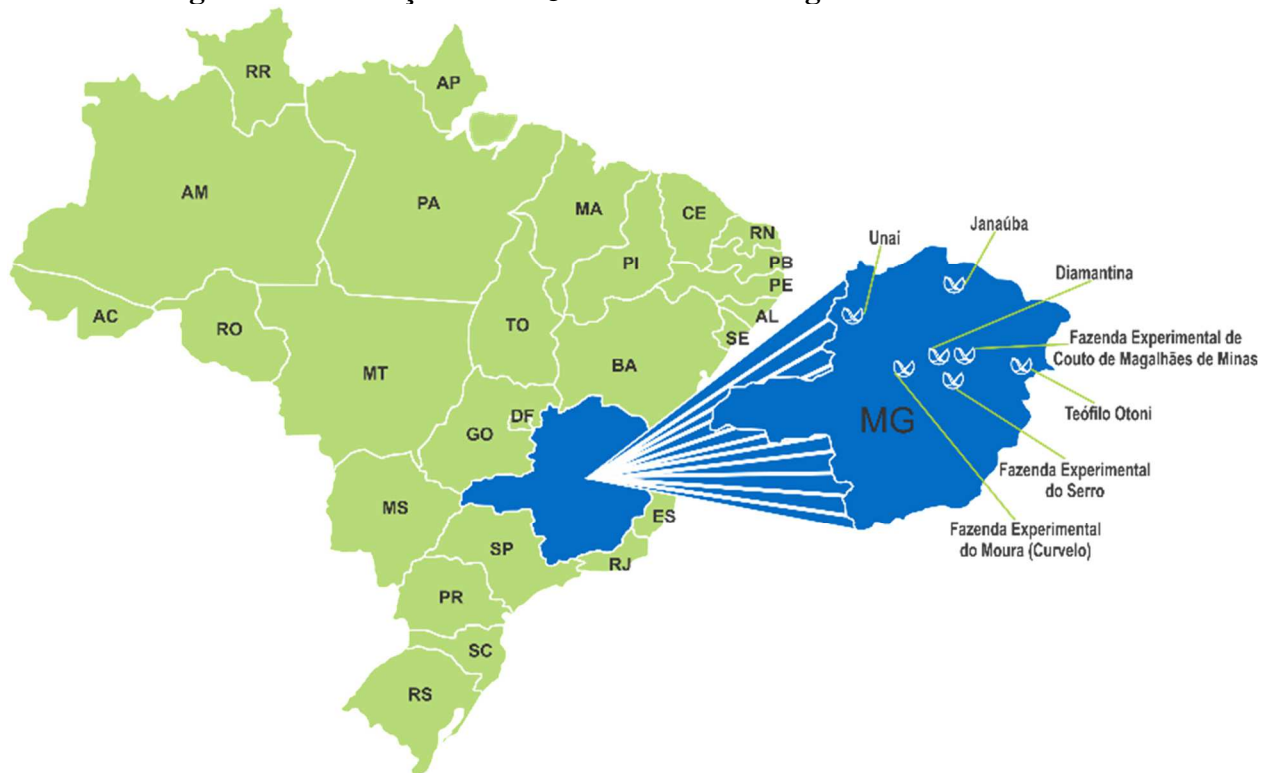 RR
AP
AM
PA
MA
CE
RN
PI
PB
PE
AC
RO
TO
AL
SE
MT
BA
DF
GO
MS
ES
SP
RJ
PR
SC
RS
Unaí
Janaúba
Diamantina
Fazenda Experimental de
Couto de Magalhães de Minas
MG
Teófilo Otoni
Fazenda Experimental
do Serro
Fazenda Experimental
do Moura (Curvelo)